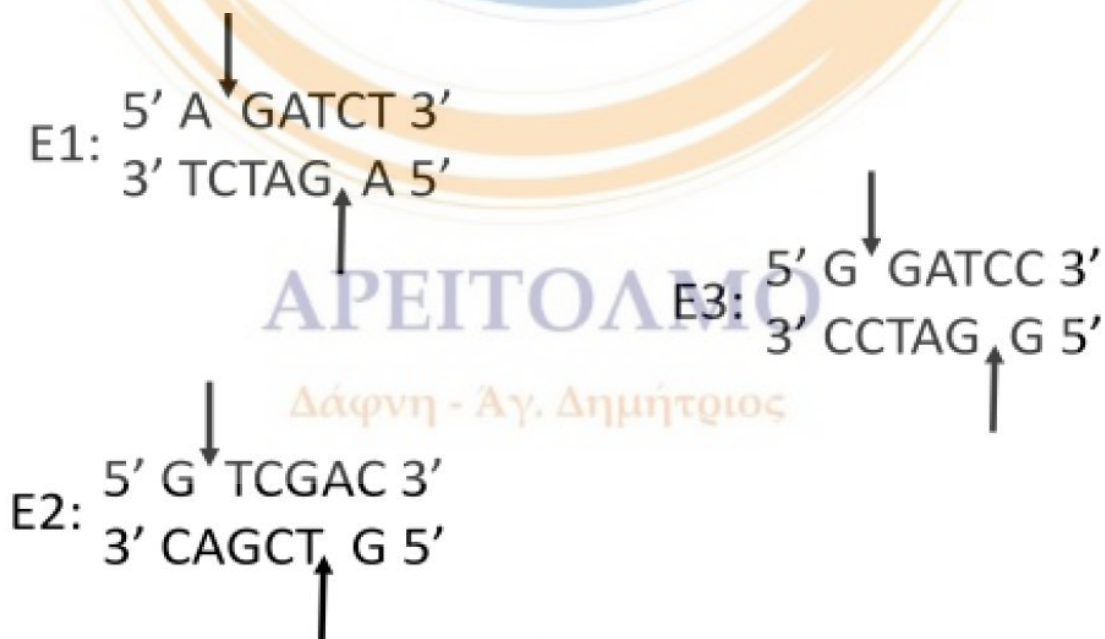 5′ A GATCT 3′
E1:
3′ TCTAG A 5′
5′ G GATCC 3′
E3:
3′ CCTAG G 5′
ΑΡΕΙΤΟΛΜΟ
Δάφνη - Άγ. Δημήτριος
5′ G TCGAC 3′
E2:
3′ CAGCT G 5′